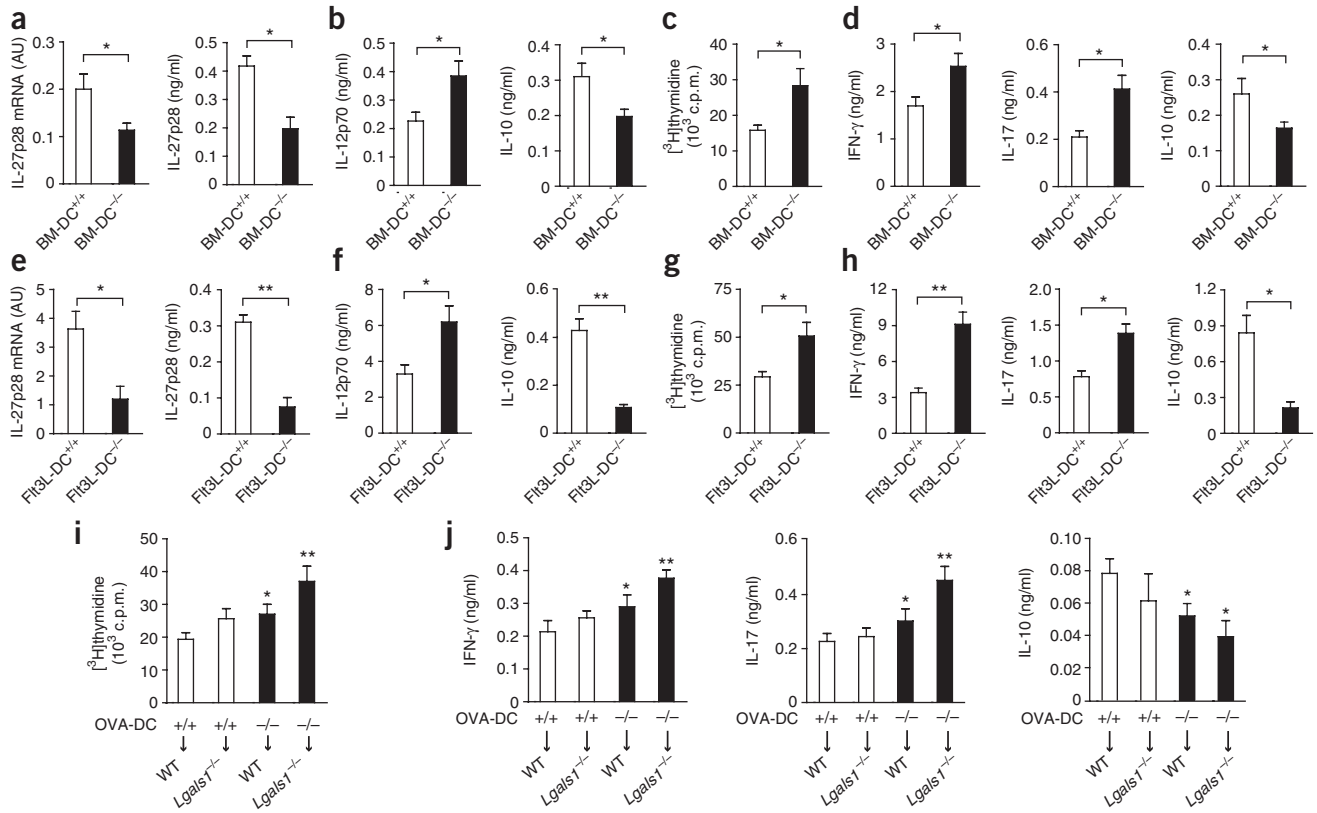 a
IL-27p28 mRNA (AU)
0.3
0.2
0.1
0
*
BM-DC+/+
BM-DC–/–
IL-27p28 (ng/ml)
0.5
0.4
0.3
0.2
0.1
0
*
BM-DC+/+
BM-DC–/–
b
IL-12p70 (ng/ml)
0.5
0.4
0.3
0.2
0.1
0
*
BM-DC+/+
BM-DC–/–
IL-10 (ng/ml)
0.4
0.3
0.2
0.1
0
*
BM-DC+/+
BM-DC–/–
c
[3H]thymidine
(103 c.p.m.)
40
30
20
10
0
*
BM-DC+/+
BM-DC–/–
d
IFN-γ (ng/ml)
3
2
1
0
*
BM-DC+/+
BM-DC–/–
IL-17 (ng/ml)
0.6
0.4
0.2
0
*
BM-DC+/+
BM-DC–/–
IL-10 (ng/ml)
0.4
0.3
0.2
0.1
0
*
BM-DC+/+
BM-DC–/–
e
IL-27p28 mRNA (AU)
5
4
3
2
1
0
*
Flt3L-DC+/+
Flt3L-DC–/–
IL-27p28 (ng/ml)
0.4
0.3
0.2
0.1
0
**
Flt3L-DC+/+
Flt3L-DC–/–
f
IL-12p70 (ng/ml)
8
6
4
2
0
*
Flt3L-DC+/+
Flt3L-DC–/–
IL-10 (ng/ml)
0.6
0.4
0.2
0
**
Flt3L-DC+/+
Flt3L-DC–/–
g
[3H]thymidine
(103 c.p.m.)
75
50
25
0
*
Flt3L-DC+/+
Flt3L-DC–/–
h
IFN-γ (ng/ml)
12
9
6
3
0
**
Flt3L-DC+/+
Flt3L-DC–/–
IL-17 (ng/ml)
2.0
1.5
1.0
0.5
0
*
Flt3L-DC+/+
Flt3L-DC–/–
IL-10 (ng/ml)
1.2
0.9
0.6
0.3
0
*
Flt3L-DC+/+
Flt3L-DC–/–
i
[3H]thymidine
(103 c.p.m.)
50
40
30
20
10
0
*
**
OVA-DC +/+ +/+ –/– –/–
↓ ↓ ↓ ↓
WT Lgals1–/– WT Lgals1–/–
j
IFN-γ (ng/ml)
0.5
0.4
0.3
0.2
0.1
0
*
**
OVA-DC +/+ +/+ –/– –/–
↓ ↓ ↓ ↓
WT Lgals1–/– WT Lgals1–/–
IL-17 (ng/ml)
0.6
0.4
0.2
0
*
**
OVA-DC +/+ +/+ –/– –/–
↓ ↓ ↓ ↓
WT Lgals1–/– WT Lgals1–/–
IL-10 (ng/ml)
0.10
0.08
0.06
0.04
0.02
0
*
*
OVA-DC +/+ +/+ –/– –/–
↓ ↓ ↓ ↓
WT Lgals1–/– WT Lgals1–/–